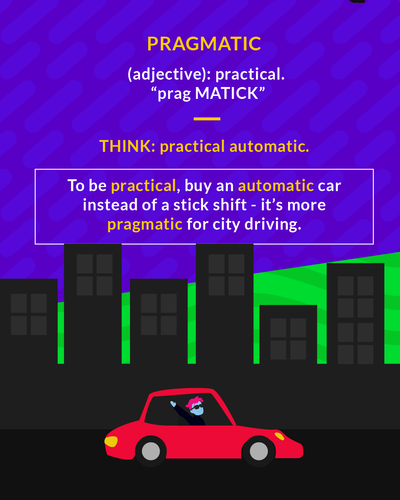 PRAGMATIC
(adjective): practical.
“prag MATICK”
THINK: practical automatic.
To be practical, buy an automatic car
instead of a stick shift - it’s more
pragmatic for city driving.